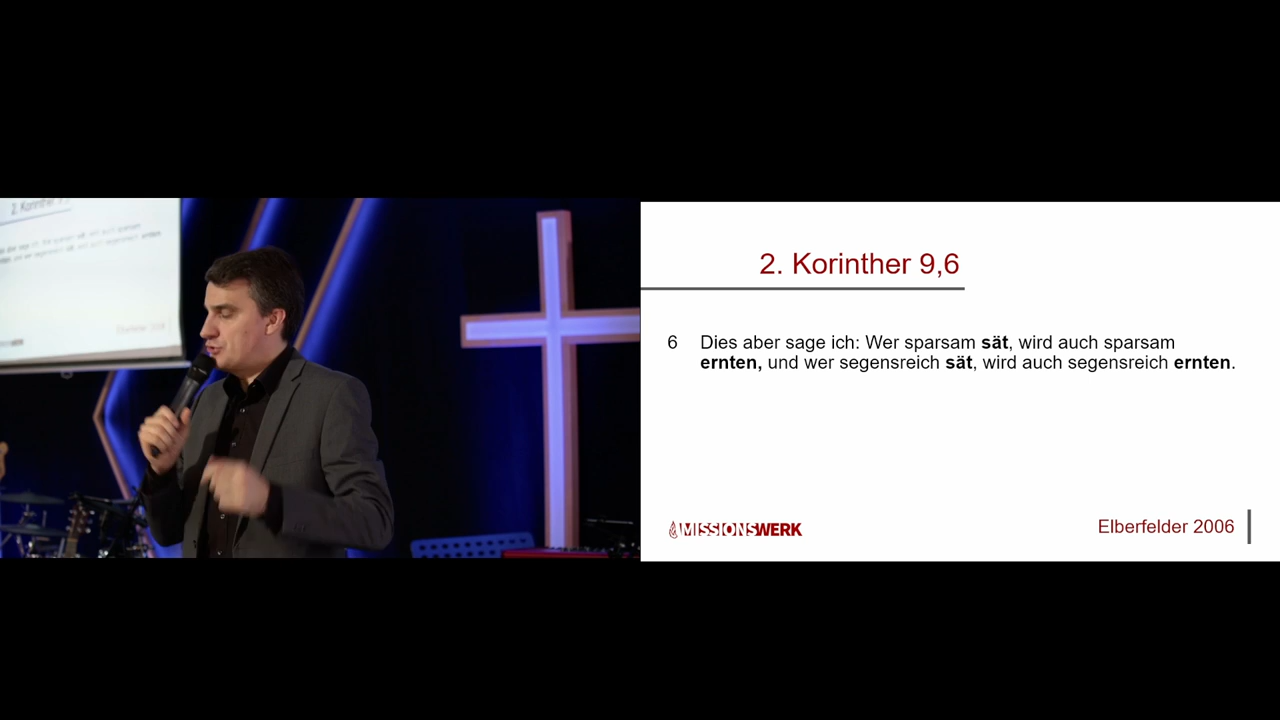 2. Korinther 9,6
6 Dies aber sage ich: Wer sparsam sät, wird auch sparsam
ernten, und wer segensreich sät, wird auch segensreich ernten.
MISSIONSWERK
Elberfelder 2006